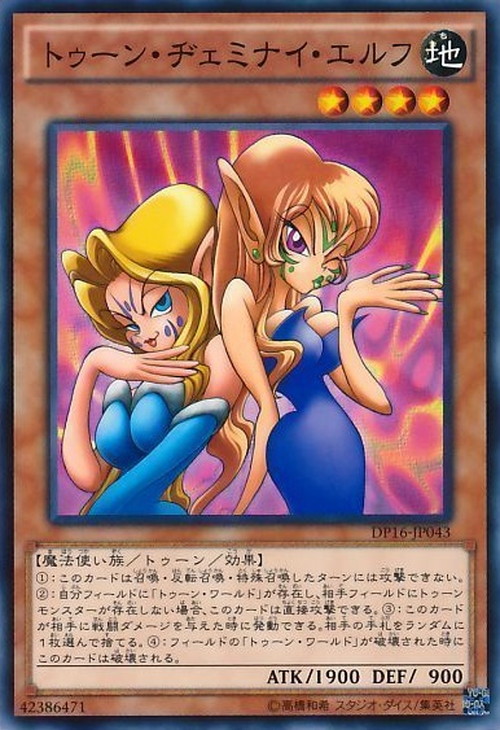 トゥーン・ヂェミナイ・エルフ
地
DP16-JP043
【魔法使い族／トゥーン／効果】
①：このカードは召喚・反転召喚・特殊召喚したターンには攻撃できない。
②：自分フィールドに「トゥーン・ワールド」が存在し、相手フィールドにトゥーン
モンスターが存在しない場合、このカードは直接攻撃できる。③：このカード
が相手に戦闘ダメージを与えた時に発動できる。相手の手札をランダムに
1枚選んで捨てる。④：フィールドの「トゥーン・ワールド」が破壊された時に
このカードは破壊される。
ATK/1900 DEF/ 900
42386471
©高橋和希 スタジオ・ダイス/集英社